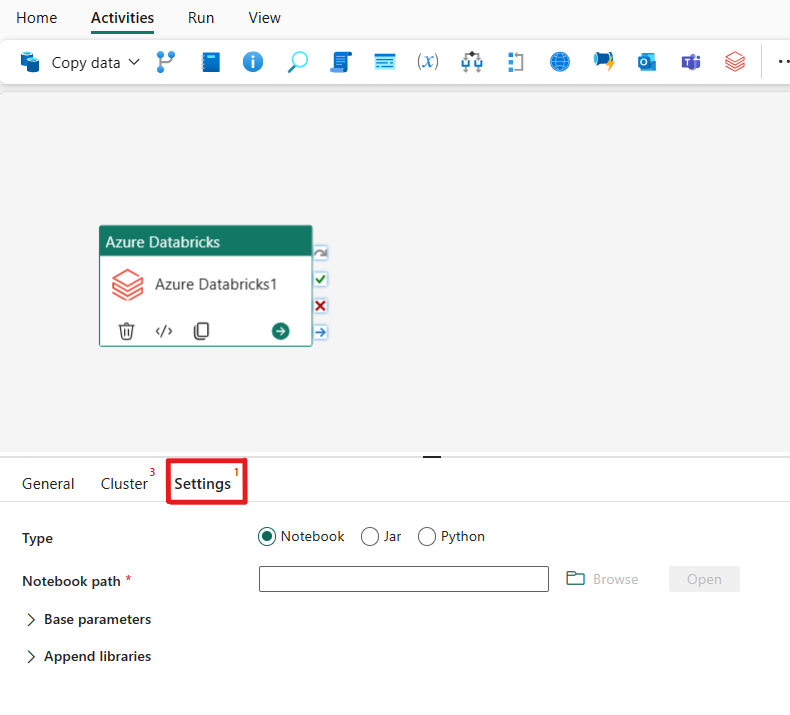 Home Activities Run View
Copy data (x)
Azure Databricks
Azure Databricks1
</>
General Cluster 3 Settings 1
Type Notebook Jar Python
Notebook path * Browse Open
Base parameters
Append libraries